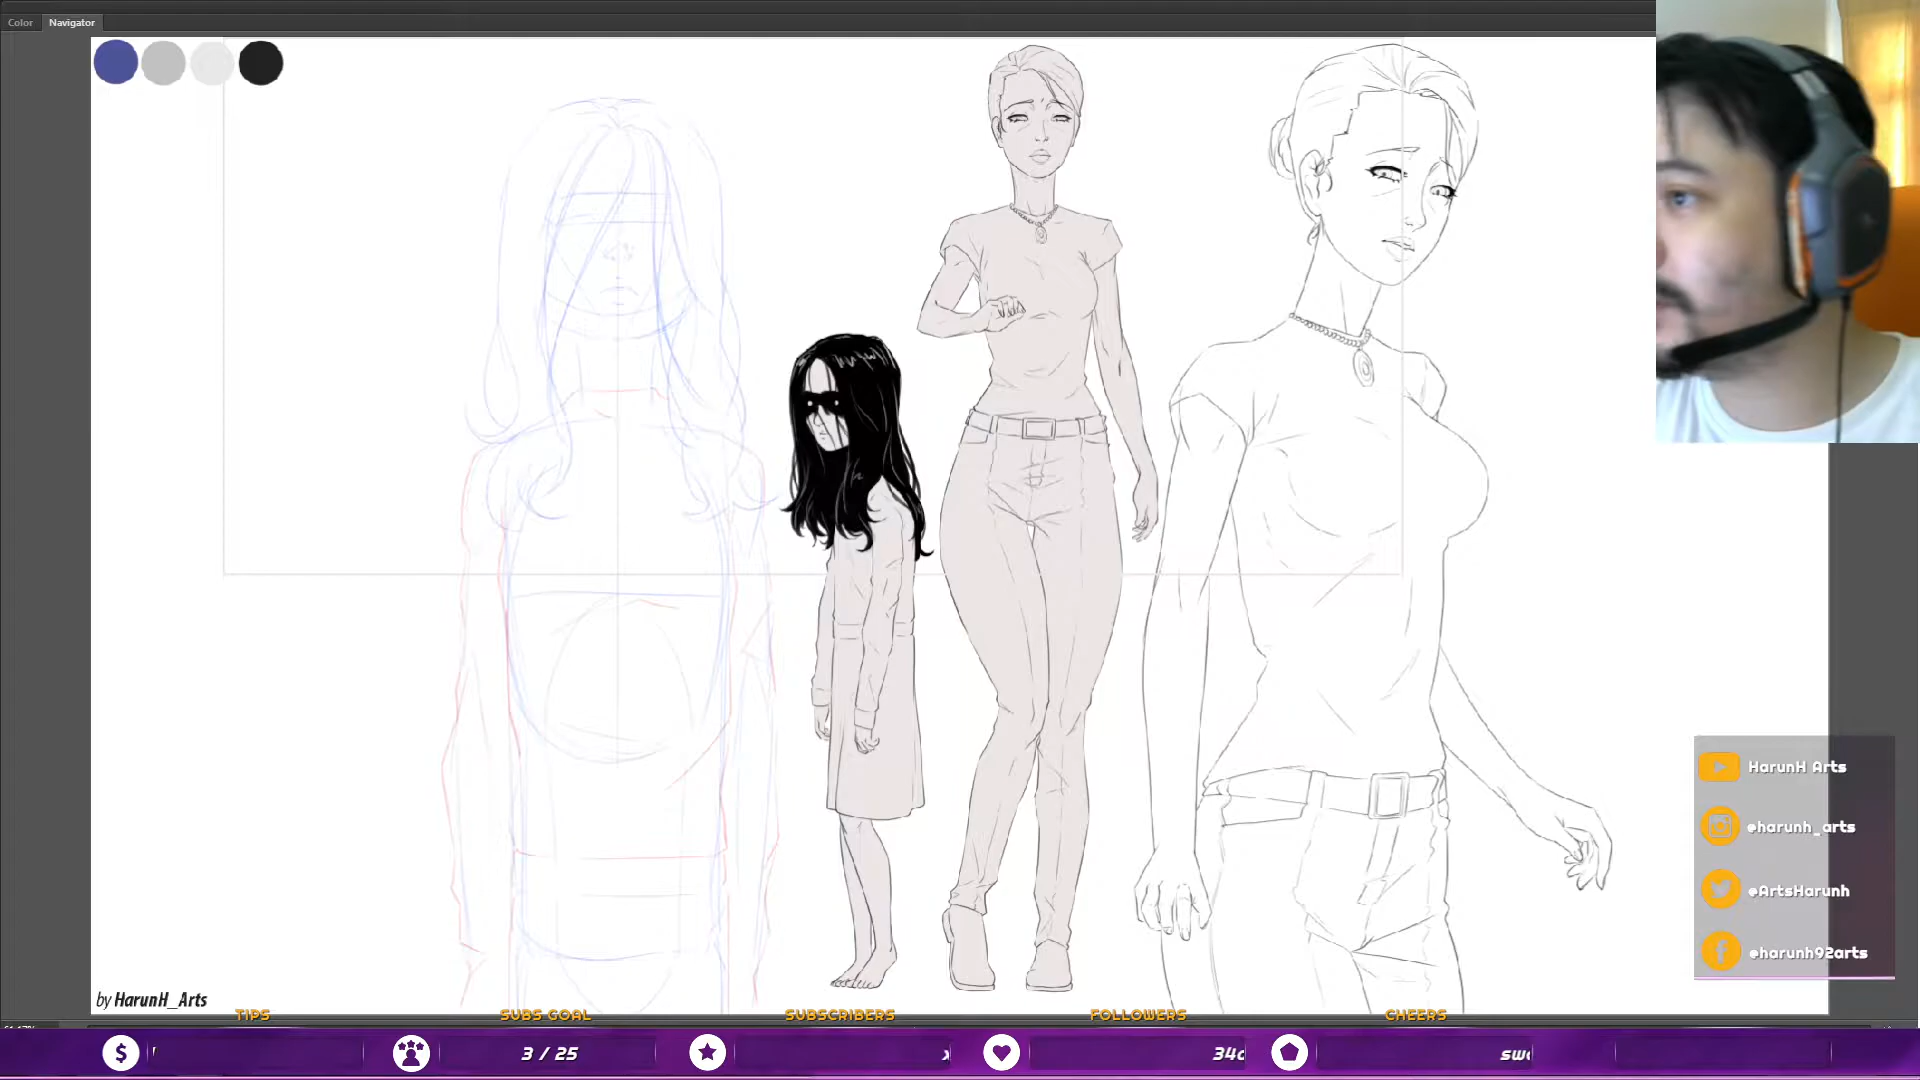 Color
Navigator
HarunH Arts
@harunh_arts
@ArtsHarunh
@harunh92arts
by HarunH_Arts
TIPS
SUBS GOAL
SUBSCRIBERS
FOLLOWERS
CHEERS
3 / 25